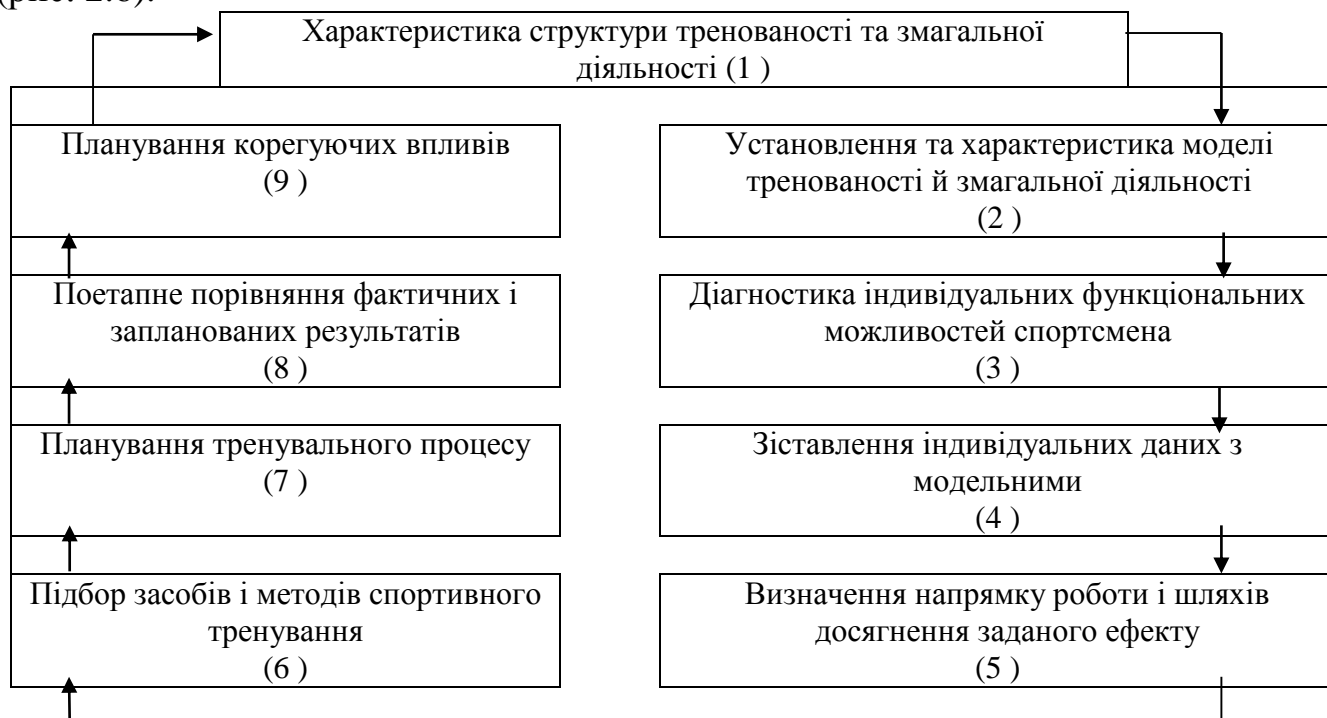 (рис. 2.6).
Характеристика структури тренованості та змагальної
діяльності (1 )
Планування корегуючих впливів
(9 )
Установлення та характеристика моделі
тренованості й змагальної діяльності
(2 )
Поетапне порівняння фактичних і
запланованих результатів
(8 )
Діагностика індивідуальних функціональних
можливостей спортсмена
(3 )
Планування тренувального процесу
(7 )
Зіставлення індивідуальних даних з
модельними
(4 )
Підбор засобів і методів спортивного
тренування
(6 )
Визначення напрямку роботи і шляхів
досягнення заданого ефекту
(5 )